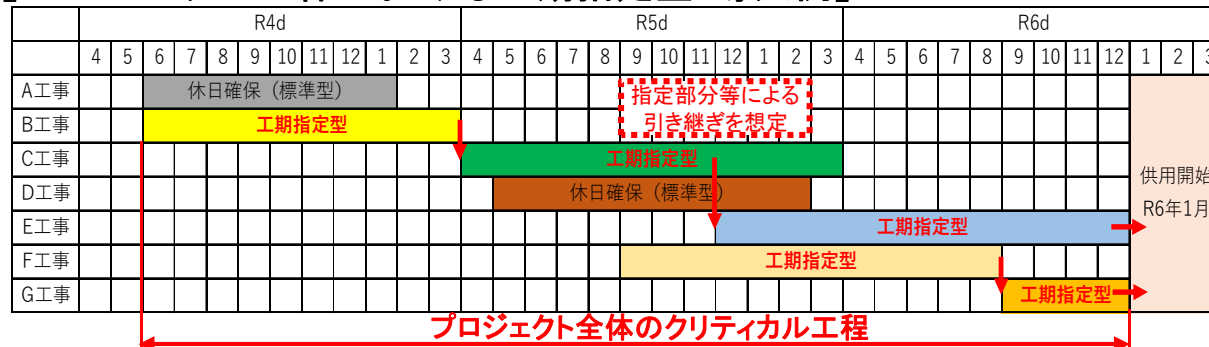 R4d R5d R6d
4 5 6 7 8 9 10 11 12 1 2 3 4 5 6 7 8 9 10 11 12 1 2 3 4 5 6 7 8 9 10 11 12 1 2 3
A工事 休日確保（標準型）
指定部分等による
引き継ぎを想定
B工事 工期指定型
C工事 工期指定型
D工事 休日確保（標準型）
E工事 工期指定型
F工事 工期指定型
G工事 工期指定型
供用開始
R6年1月
プロジェクト全体のクリティカル工程